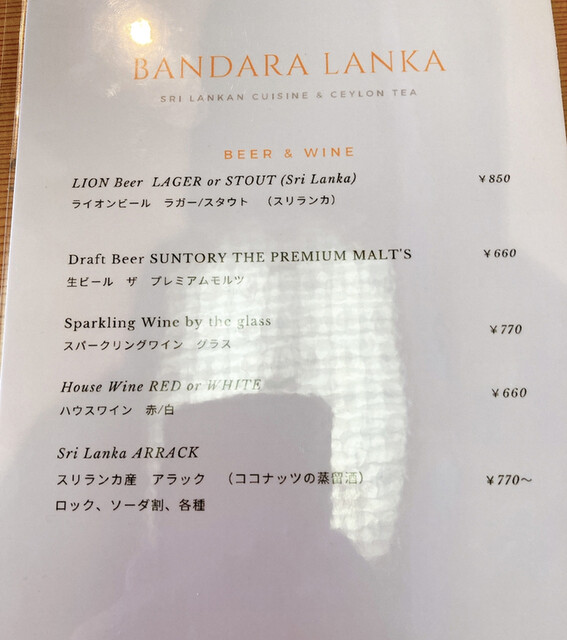 BANDARA LANKA
SRI LANKAN CUISINE & CEYLON TEA
BEER & WINE
LION Beer LAGER or STOUT (Sri Lanka) ¥850
ライオンビール ラガー/スタウト (スリランカ)
Draft Beer SUNTORY THE PREMIUM MALT'S ¥660
生ビール ザ プレミアムモルツ
Sparkling Wine by the glass ¥770
スパークリングワイン グラス
House Wine RED or WHITE ¥660
ハウスワイン 赤/白
Sri Lanka ARRACK
スリランカ産 アラック (ココナッツの蒸留酒) ¥770〜
ロック、ソーダ割、各種